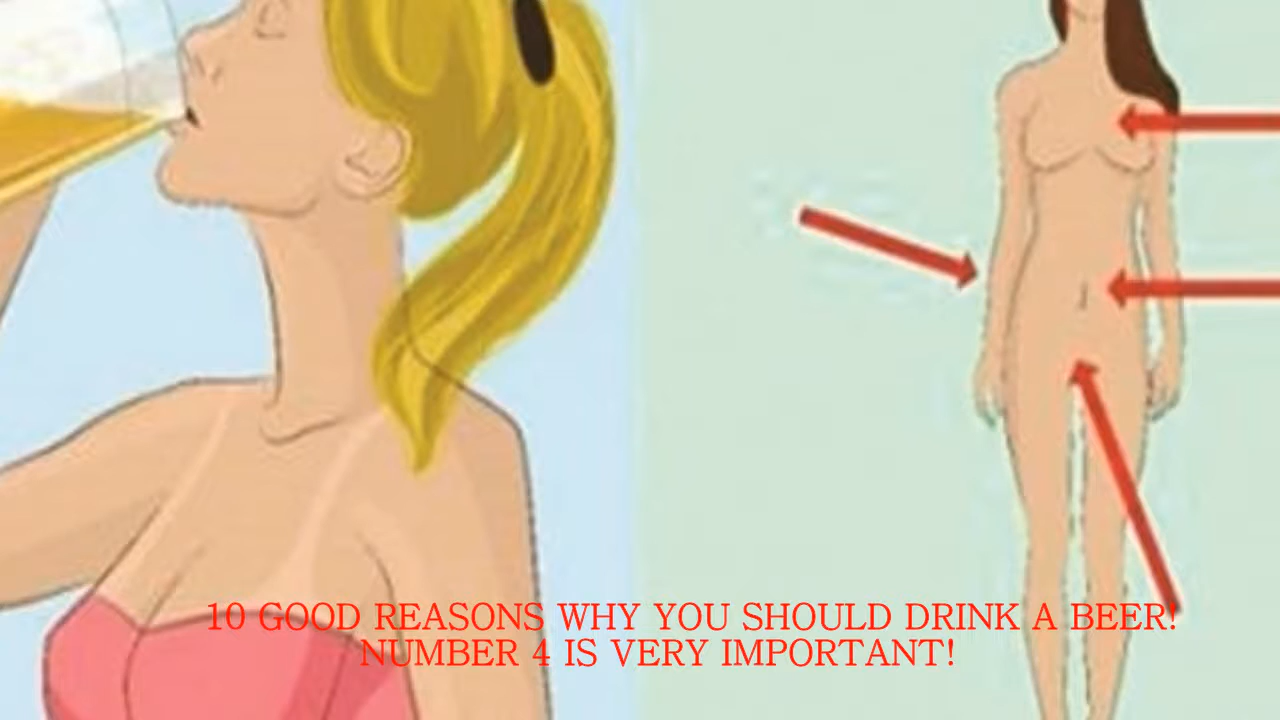 10 GOOD REASONS WHY YOU SHOULD DRINK A BEER!
NUMBER 4 IS VERY IMPORTANT!